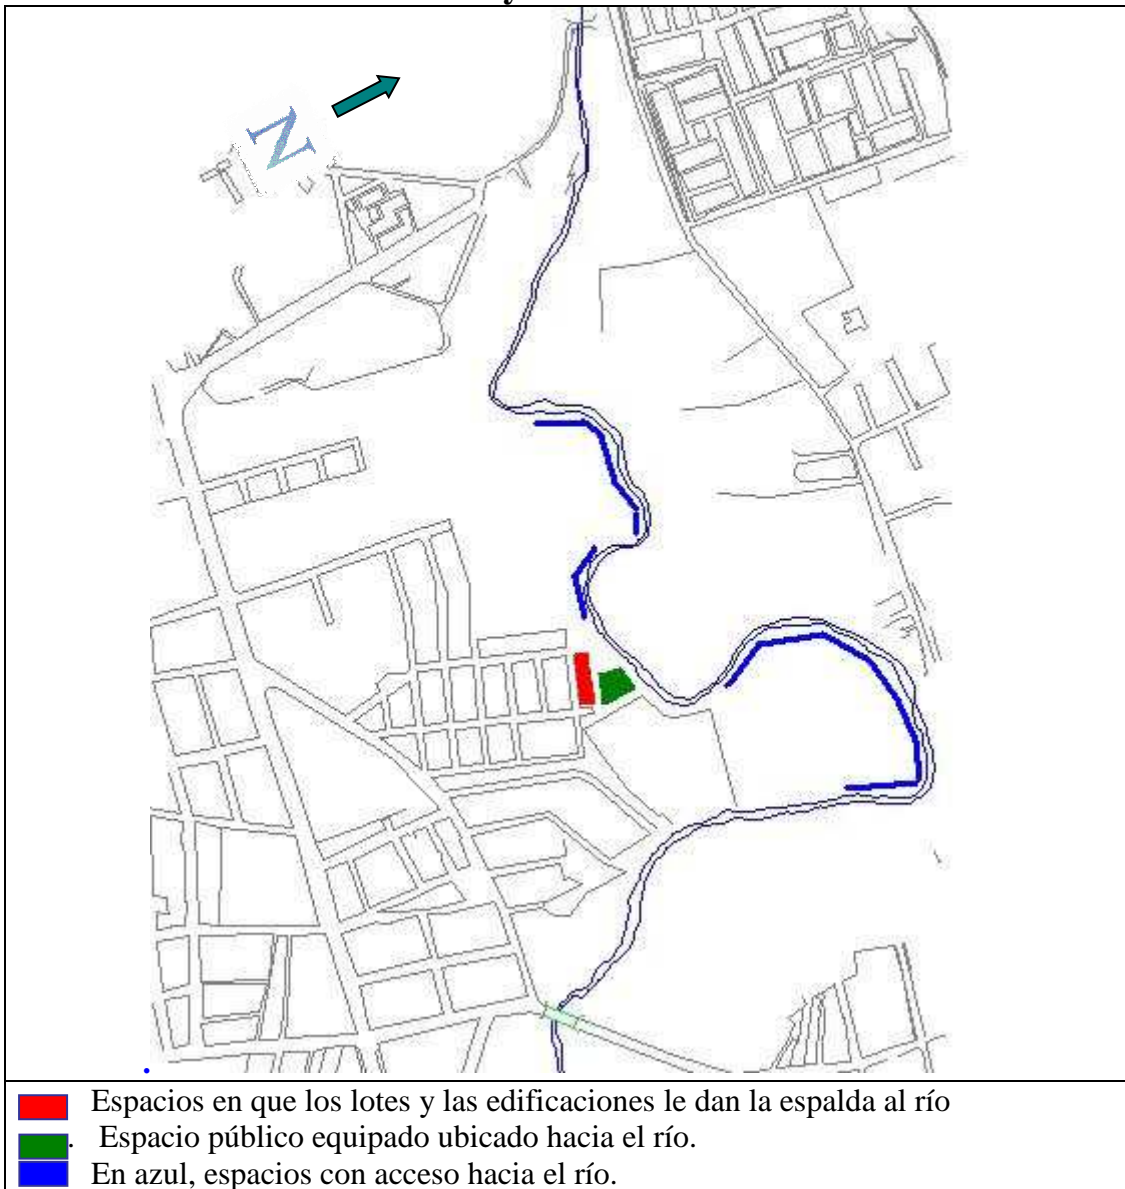 y
N
Espacios en que los lotes y las edificaciones le dan la espalda al río
. Espacio público equipado ubicado hacia el río.
En azul, espacios con acceso hacia el río.